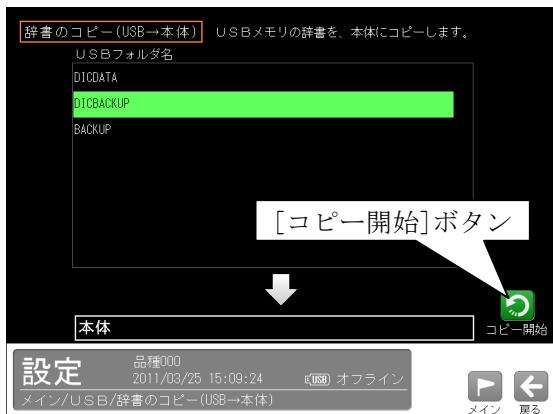 辞書のコピー(USB→本体) USBメモリの辞書を、本体にコピーします。
USBフォルダ名
DICDATA
DICBACKUP
BACKUP
[コピー開始]ボタン
本体
コピー開始
設定
品種000
2011/03/25 15:09:24 USB オフライン
メイン/USB/辞書のコピー(USB→本体)
メイン 戻る